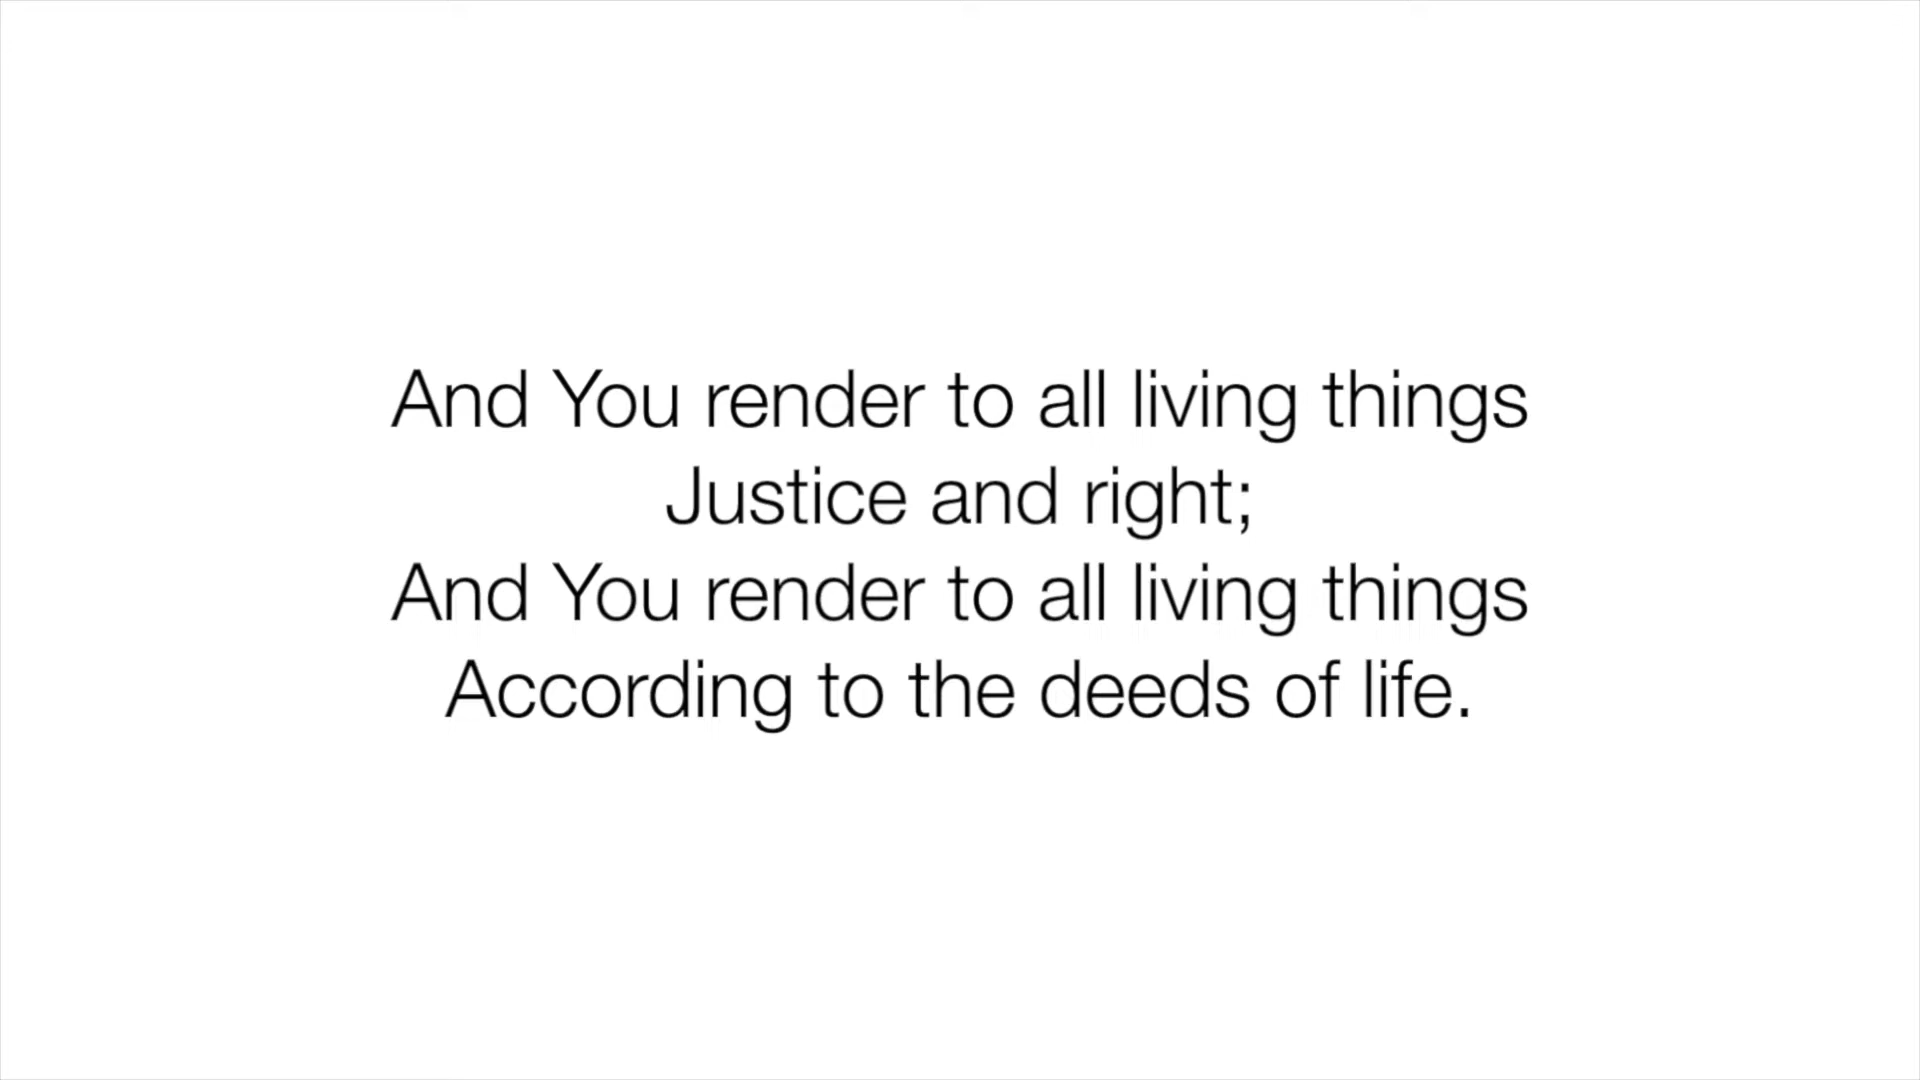 And You render to all living things
Justice and right;
And You render to all living things
According to the deeds of life.